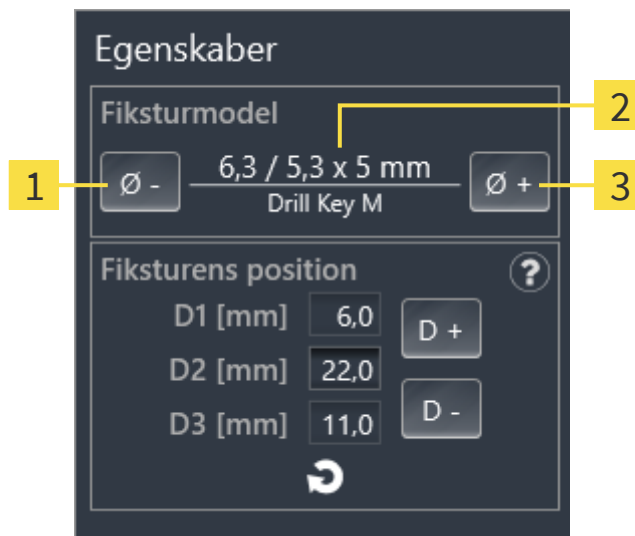 Egenskaber
Fiksturmodel
2
1
Ø -
6,3 / 5,3 x 5 mm
Drill Key M
Ø +
3
Fiksturens position
?
D1 [mm] 6,0
D +
D2 [mm] 22,0
D3 [mm] 11,0
D -